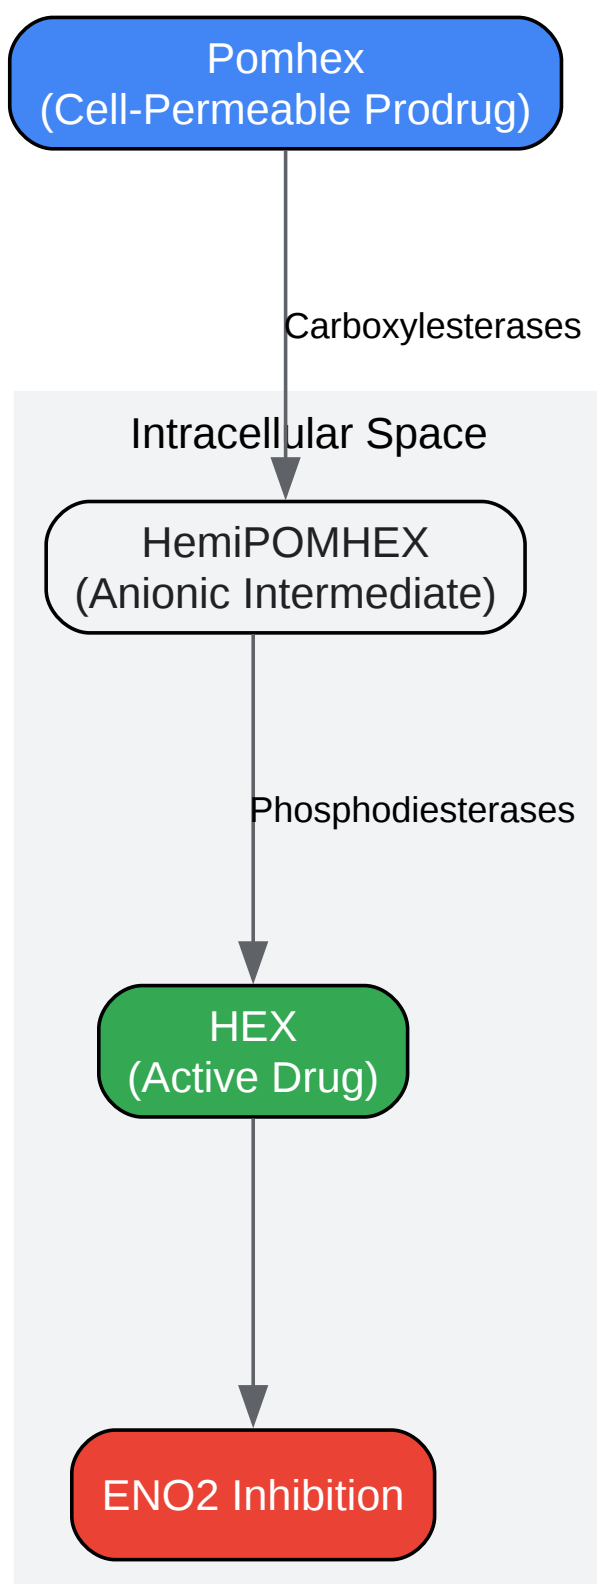 Pomhex
(Cell-Permeable Prodrug)
Carboxylesterases
Intracellular Space
HemiPOMHEX
(Anionic Intermediate)
Phosphodiesterases
HEX
(Active Drug)
ENO2 Inhibition